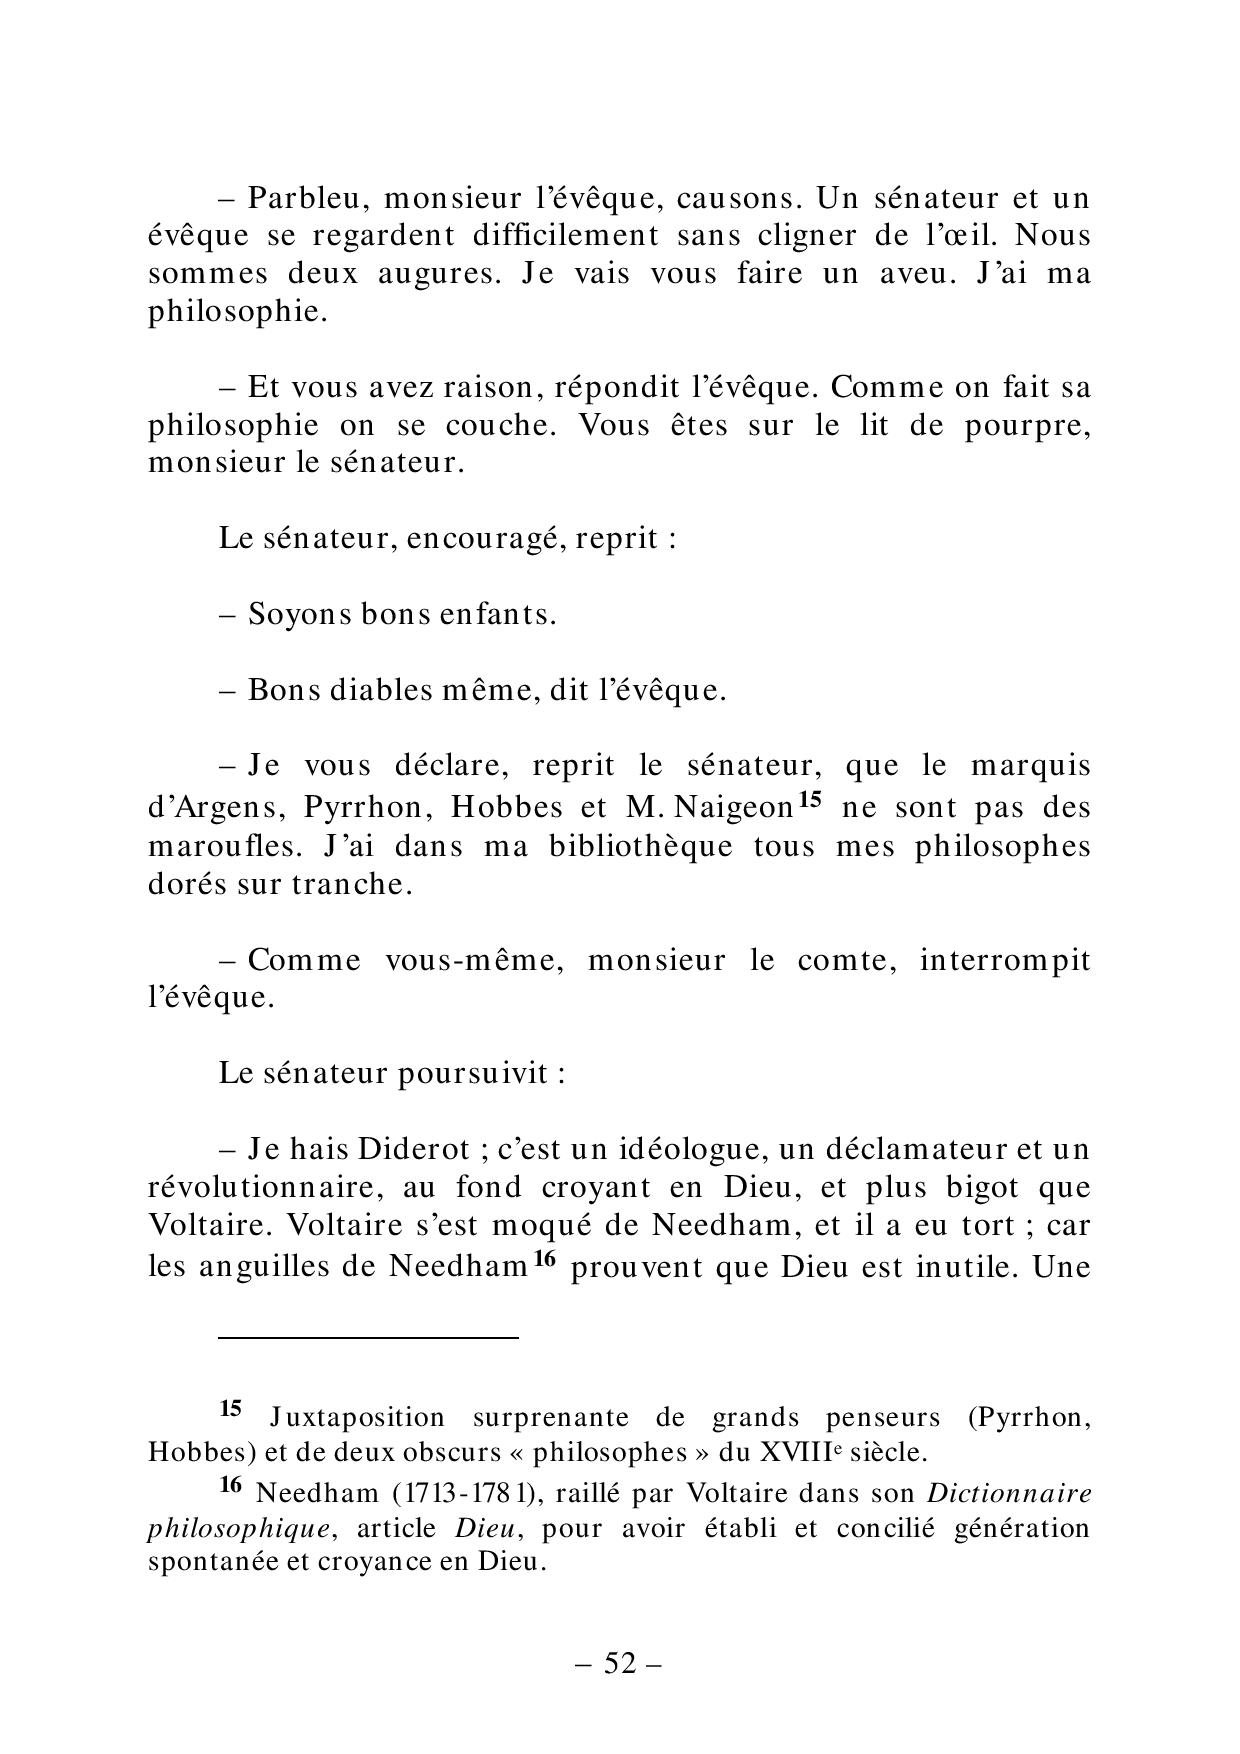 – Parbleu, monsieur l’évêque, causons. Un sénateur et un
évêque se regardent difficilement sans cligner de l’œil. Nous
sommes deux augures. Je vais vous faire un aveu. J’ai ma
philosophie.
– Et vous avez raison, répondit l’évêque. Comme on fait sa
philosophie on se couche. Vous êtes sur le lit de pourpre,
monsieur le sénateur.
Le sénateur, encouragé, reprit :
– Soyons bons enfants.
– Bons diables même, dit l’évêque.
– Je vous déclare, reprit le sénateur, que le marquis
d’Argens, Pyrrhon, Hobbes et M. Naigeon15 ne sont pas des
maroufles. J’ai dans ma bibliothèque tous mes philosophes
dorés sur tranche.
– Comme vous-même, monsieur le comte, interrompit
l’évêque.
Le sénateur poursuivit :
– Je hais Diderot ; c’est un idéologue, un déclamateur et un
révolutionnaire, au fond croyant en Dieu, et plus bigot que
Voltaire. Voltaire s’est moqué de Needham, et il a eu tort ; car
les anguilles de Needham16 prouvent que Dieu est inutile. Une
15 Juxtaposition surprenante de grands penseurs (Pyrrhon,
Hobbes) et de deux obscurs « philosophes » du XVIIIe siècle.
16 Needham (1713-1781), raillé par Voltaire dans son Dictionnaire
philosophique, article Dieu, pour avoir établi et concilié génération
spontanée et croyance en Dieu.
– 52 –